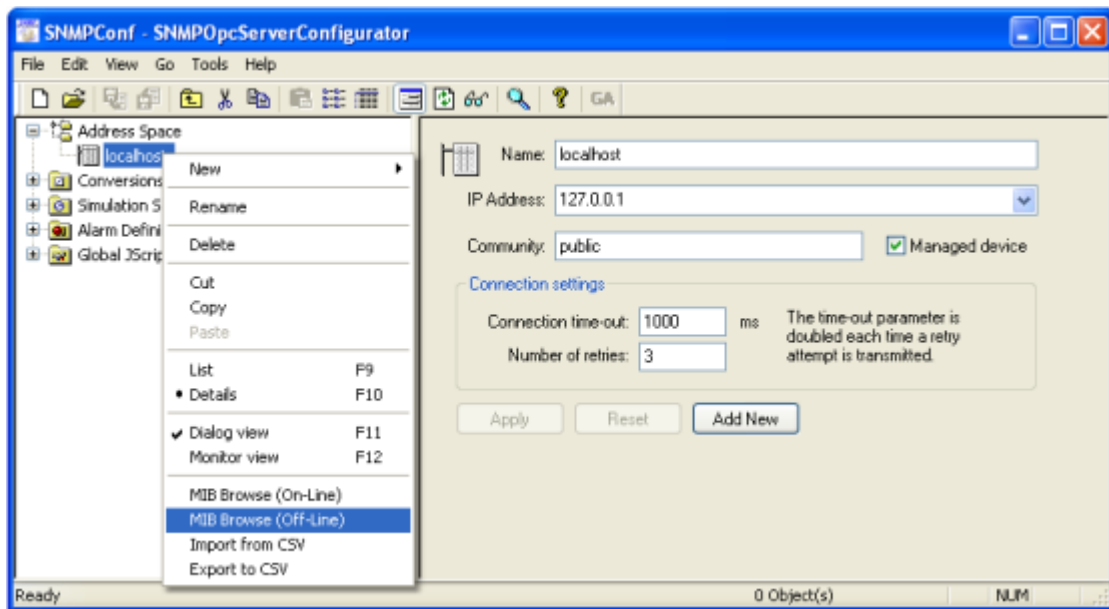 SNMPConf - SNMPOpcServerConfigurator
File Edit View Go Tools Help
GA
Address Space
localhost
Conversions
Simulation S
Alarm Defini
Global JScrip
New
Rename
Delete
Cut
Copy
Paste
List F9
Details F10
Dialog view F11
Monitor view F12
MIB Browse (On-Line)
MIB Browse (Off-Line)
Import from CSV
Export to CSV
Name: localhost
IP Address: 127.0.0.1
Community: public
Managed device
Connection settings
Connection time-out: 1000 ms
Number of retries: 3
The time-out parameter is
doubled each time a retry
attempt is transmitted.
Apply Reset Add New
Ready 0 Object(s) NUM